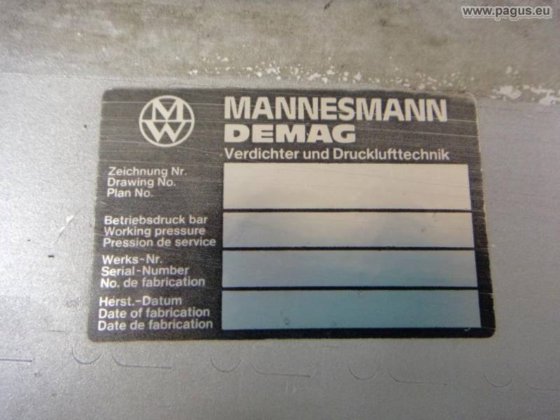 www.pagus.eu
MW
MANNESMANN
DEMAG
Verdichter und Drucklufttechnik
Zeichnung Nr.
Drawing No.
Plan No.
Betriebsdruck bar
Working pressure
Pression de service
Werks-Nr.
Serial-Number
No. de fabrication
Herst.-Datum
Date of fabrication
Date de fabrication